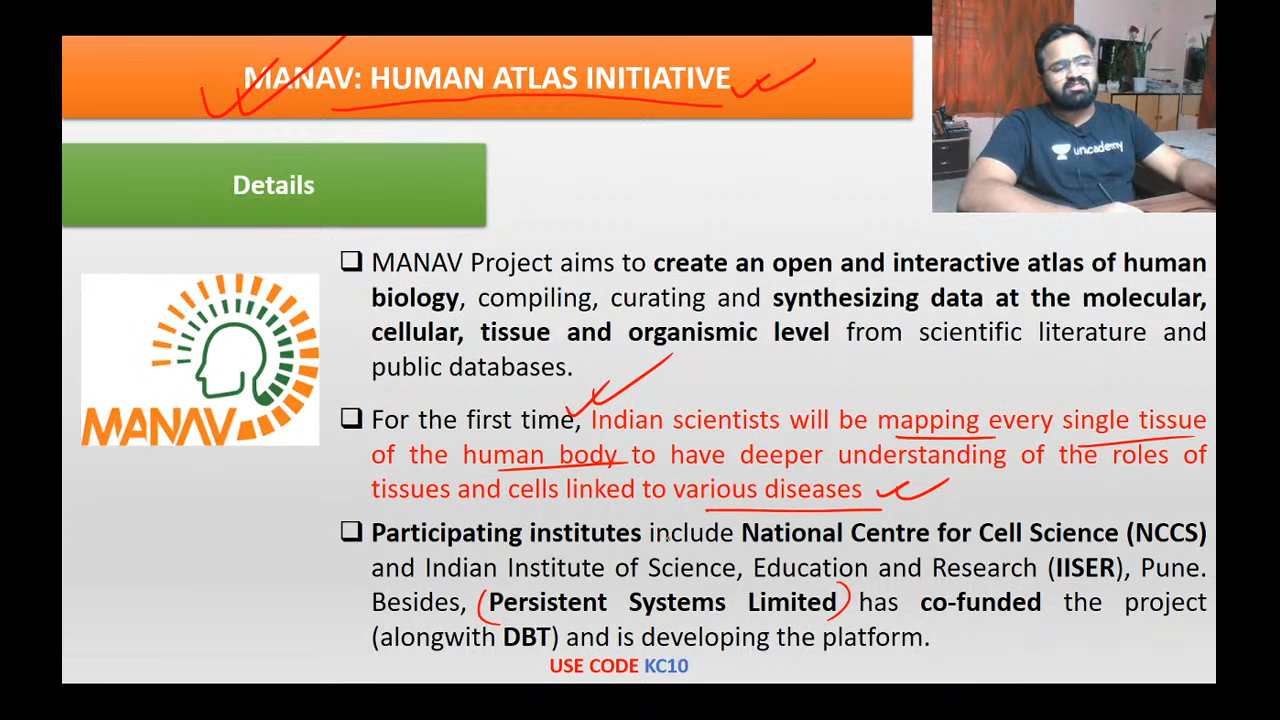 MANAV: HUMAN ATLAS INITIATIVE
unacademy
Details
MANAV Project aims to create an open and interactive atlas of human
biology, compiling, curating and synthesizing data at the molecular,
cellular, tissue and organismic level from scientific literature and
public databases.
MANAV
For the first time, Indian scientists will be mapping every single tissue
of the human body to have deeper understanding of the roles of
tissues and cells linked to various diseases
Participating institutes include National Centre for Cell Science (NCCS)
and Indian Institute of Science, Education and Research (IISER), Pune.
Besides, (Persistent Systems Limited) has co-funded the project
(alongwith DBT) and is developing the platform.
USE CODE KC10